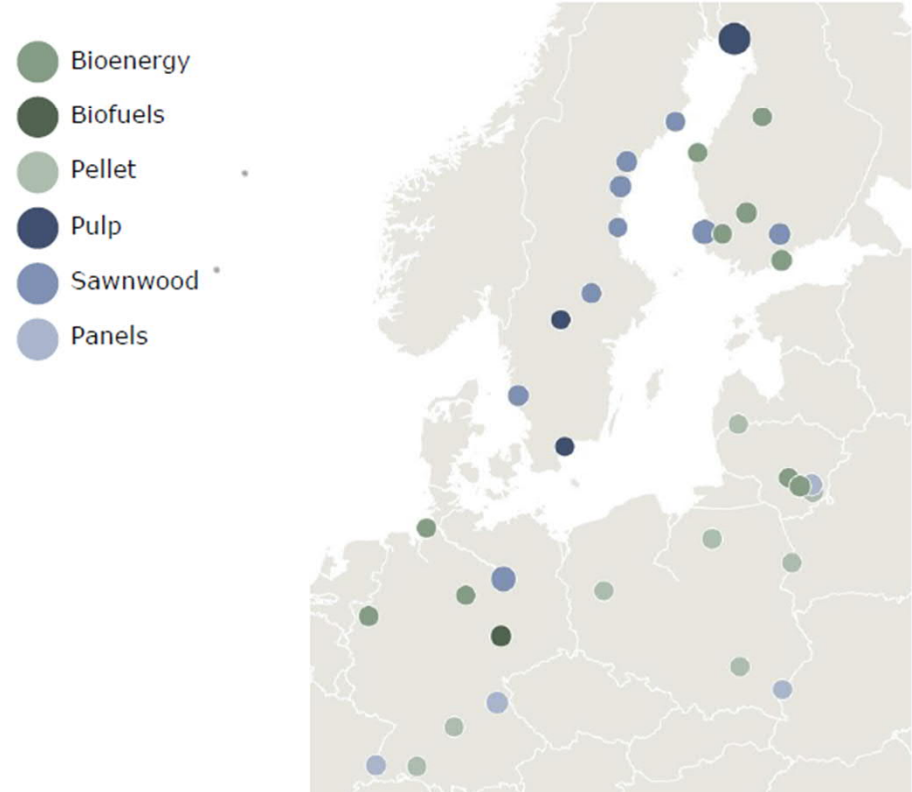 Bioenergy
Biofuels
Pellet
Pulp
Sawnwood
Panels